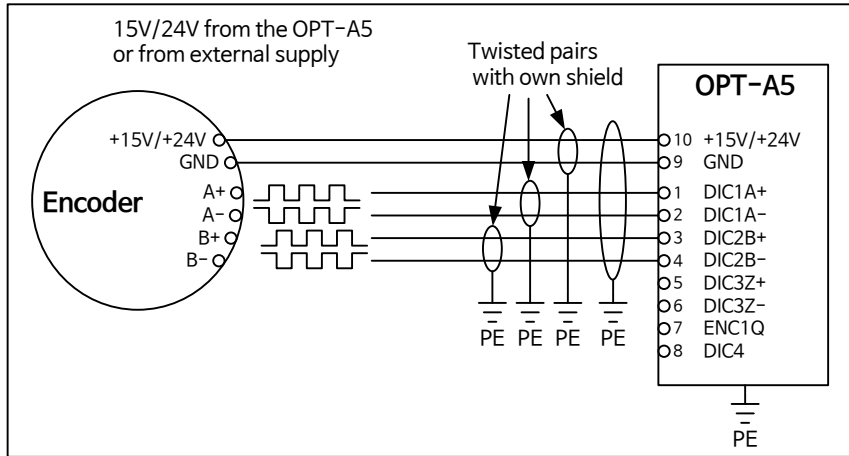 15V/24V from the OPT-A5
or from external supply
Twisted pairs
with own shield
OPT-A5
+15V/+24V
10 +15V/+24V
GND
9 GND
A+
1 DIC1A+
Encoder
A-
2 DIC1A-
B+
3 DIC2B+
B-
4 DIC2B-
5 DIC3Z+
6 DIC3Z-
7 ENC1Q
8 DIC4
PE PE PE PE
PE